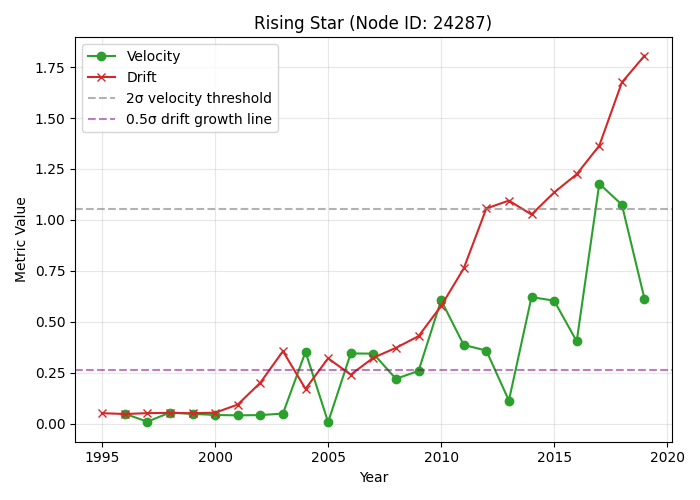 Rising Star (Node ID: 24287)
Velocity
Drift
2σ velocity threshold
0.5σ drift growth line
Metric Value
1.75
1.50
1.25
1.00
0.75
0.50
0.25
0.00
1995 2000 2005 2010 2015 2020
Year